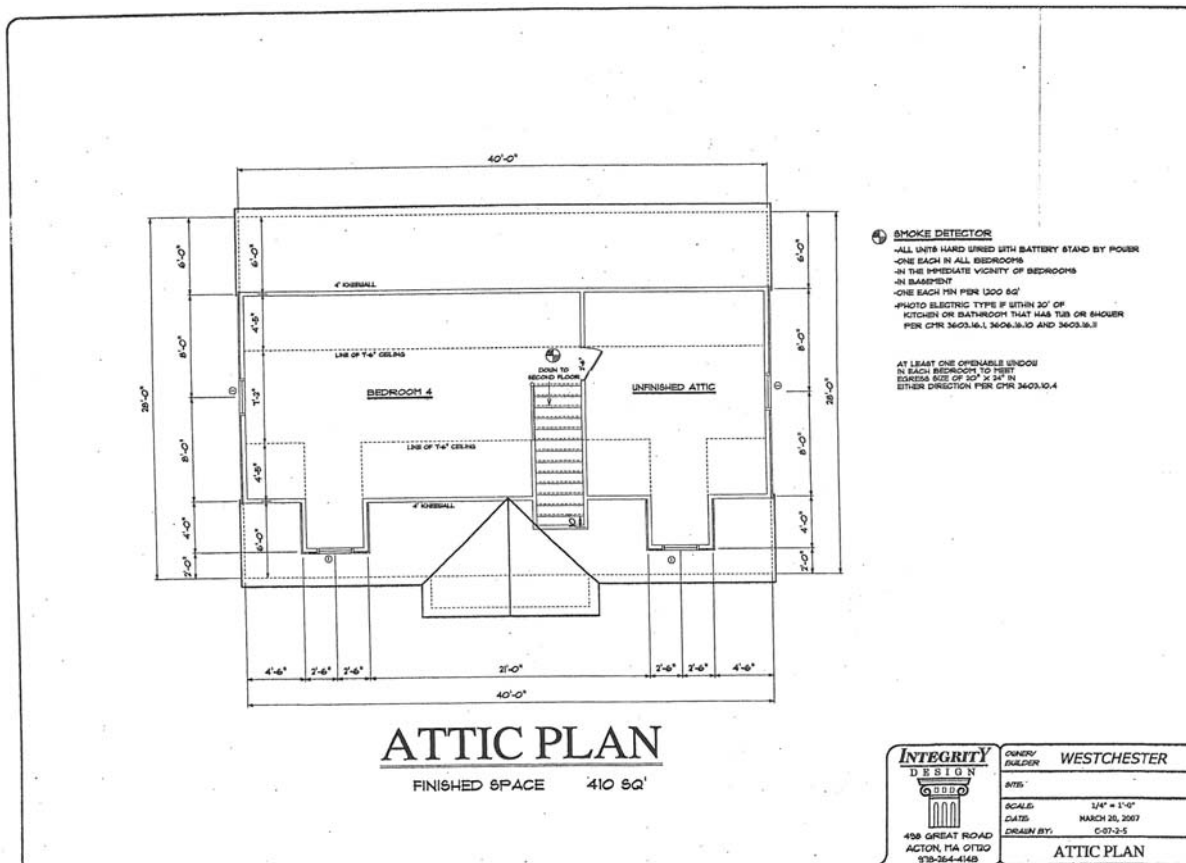 40'-0"
SMOKE DETECTOR
-ALL UNITS HARD WIRED WITH BATTERY STAND BY POWER
-ONE EACH IN ALL BEDROOMS
-IN THE IMMEDIATE VICINITY OF BEDROOMS
-IN BASEMENT
-ONE EACH MIN PER 1,200 SQ'
-PHOTO ELECTRIC TYPE IF WITHIN 20' OF
KITCHEN OR BATHROOM THAT HAS TUB OR SHOWER
PER CMR 3603.16.1, 3606.16.10 AND 3603.16.11
AT LEAST ONE OPENABLE WINDOW
IN EACH BEDROOM TO MEET
EGRESS SIZE OF 20" X 24" IN
EITHER DIRECTION PER CMR 3603.10.4
6'-0"
6'-0"
6'-0"
4' KNEEWALL
8'-0"
4'-5"
8'-0"
LINE OF 7'-6" CEILING
DOWN TO
SECOND FLOOR
2'-6"
28'-0"
7'-2"
BEDROOM 4
UNFINISHED ATTIC
28'-0"
8'-0"
LINE OF 7'-6" CEILING
8'-0"
4'-5"
4' KNEEWALL
4'-0"
6'-0"
4'-0"
2'-0"
2'-0"
4'-6" 2'-6" 2'-6" 21'-0" 2'-6" 2'-6" 4'-6"
40'-0"
ATTIC PLAN
FINISHED SPACE 410 SQ'
INTEGRITY
DESIGN
498 GREAT ROAD
ACTON, MA 01720
978-264-4148
OWNER/
BUILDER WESTCHESTER
SITE:
SCALE: 1/4" = 1'-0"
DATE: MARCH 20, 2007
DRAWN BY: C-07-2-5
ATTIC PLAN